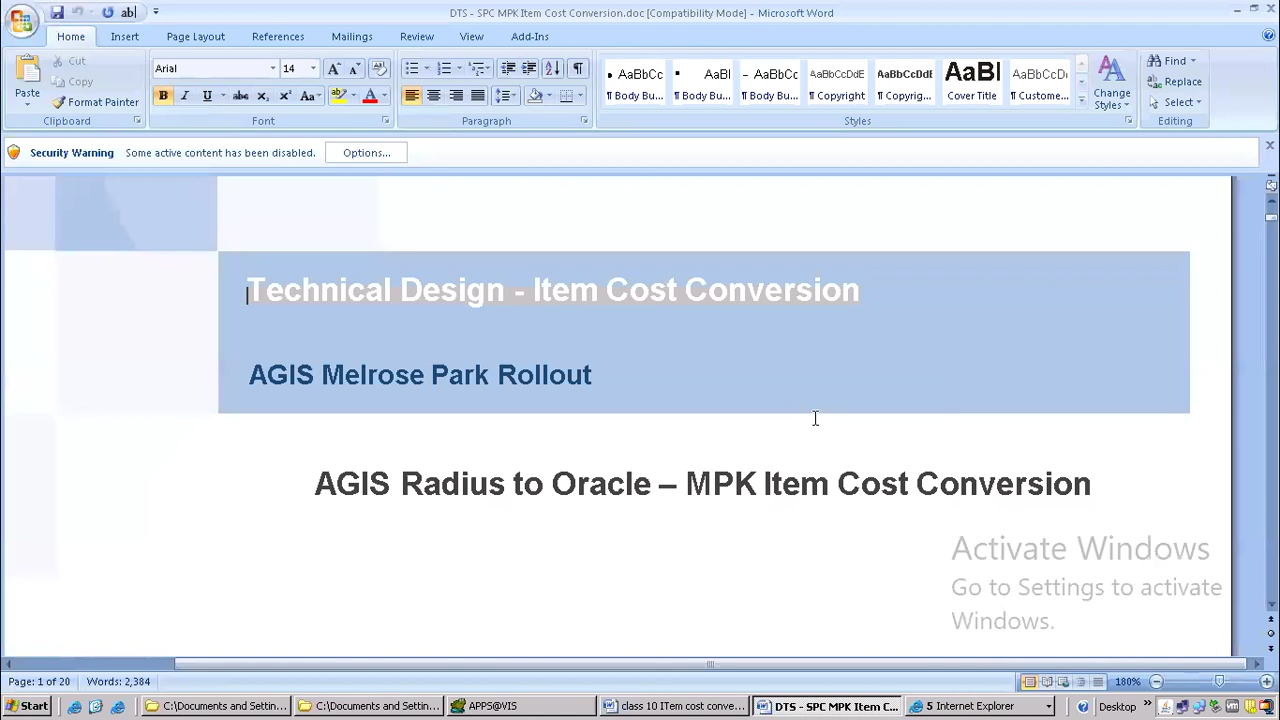 DTS - SPC MPK Item Cost Conversion.doc [Compatibility Mode] - Microsoft Word
Home Insert Page Layout References Mailings Review View Add-Ins
Paste
Cut
Copy
Format Painter
Clipboard
Arial 14
Font
Paragraph
AaBbCc AaBl AaBbCc AaBbCcDdE AaBbCcDdE AaBl AaBbCcDdE
¶ Body Bu... ¶ Body Bu... ¶ Body Bu... ¶ Copyright ¶ Copyrig... Cover Title ¶ Custome...
Change Styles
Styles
Find
Replace
Select
Editing
Security Warning Some active content has been disabled. Options...
Technical Design - Item Cost Conversion
AGIS Melrose Park Rollout
AGIS Radius to Oracle – MPK Item Cost Conversion
Activate Windows
Go to Settings to activate
Windows.
Page: 1 of 20 Words: 2,384 180%
Start C:\Documents and Settin... C:\Documents and Settin... APPS@VIS class 10 ITem cost conve... DTS - SPC MPK Item C... 5 Internet Explorer Desktop